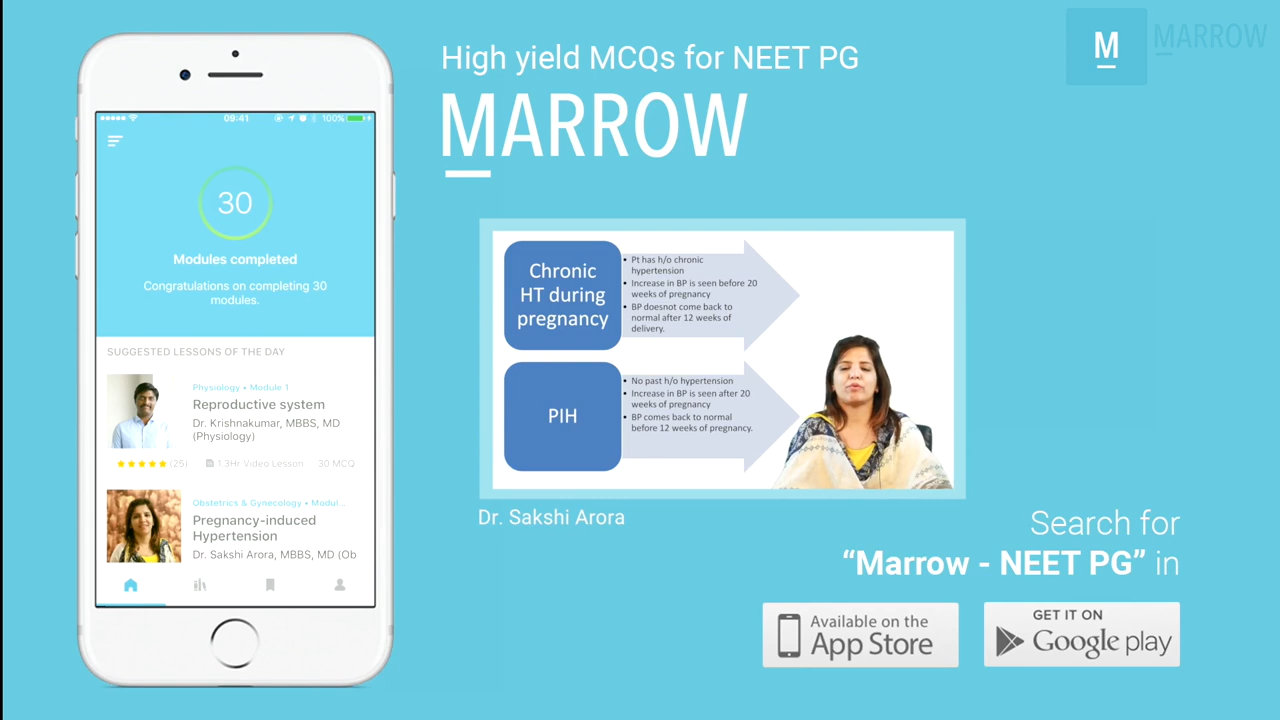 High yield MCQs for NEET PG
MARROW
M MARROW
09:41 100%
30
Modules completed
Congratulations on completing 30
modules.
SUGGESTED LESSONS OF THE DAY
Physiology • Module 1
Reproductive system
Dr. Krishnakumar, MBBS, MD
(Physiology)
(25) 1.3Hr Video Lesson 30 MCQ
Obstetrics & Gynecology • Modul...
Pregnancy-induced
Hypertension
Dr. Sakshi Arora, MBBS, MD (Ob
Chronic
HT during
pregnancy
• Pt has h/o chronic
hypertension
• Increase in BP is seen before 20
weeks of pregnancy
• BP doesnot come back to
normal after 12 weeks of
delivery.
PIH
• No past h/o hypertension
• Increase in BP is seen after 20
weeks of pregnancy
• BP comes back to normal
before 12 weeks of pregnancy.
Dr. Sakshi Arora
Search for
“Marrow - NEET PG” in
Available on the
App Store
GET IT ON
Google play